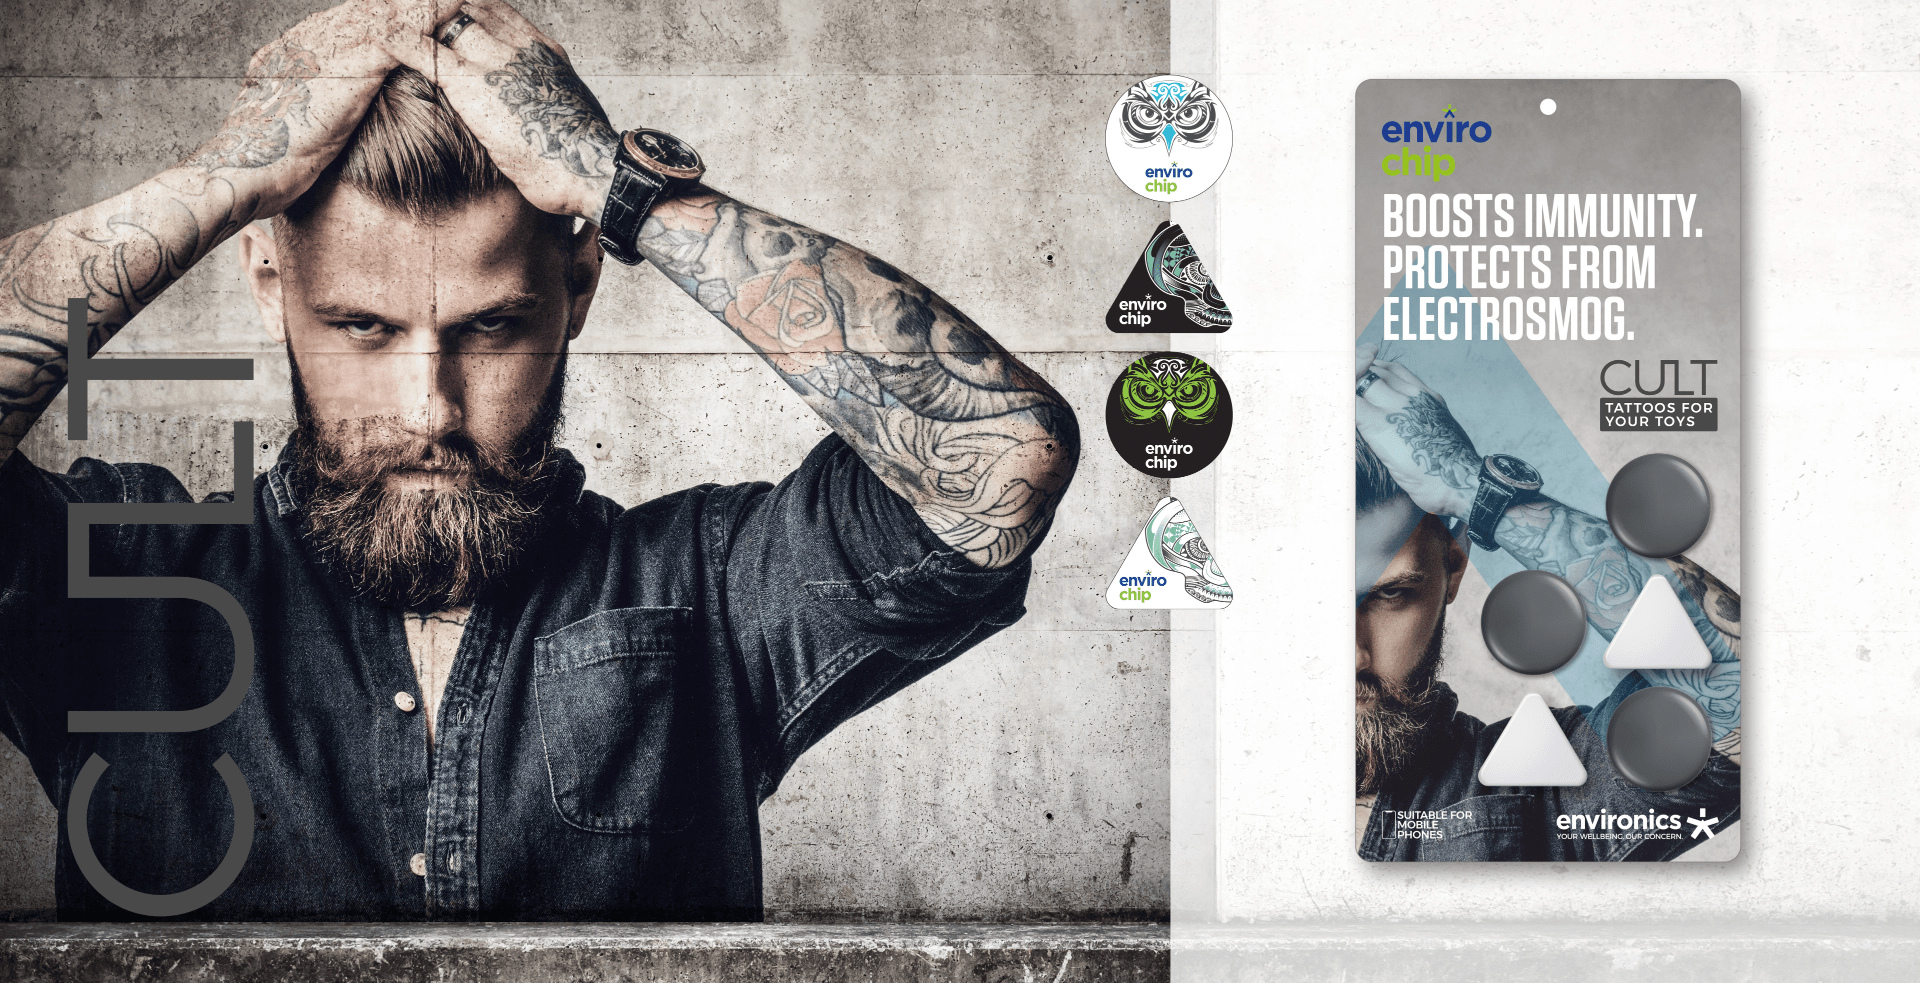 CULT
enviro
chip
enviro
chip
enviro
chip
enviro
chip
enviro
chip
BOOSTS IMMUNITY.
PROTECTS FROM
ELECTROSMOG.
CULT
TATTOOS FOR
YOUR TOYS
SUITABLE FOR
MOBILE
PHONES
environics
YOUR WELLBEING. OUR CONCERN.